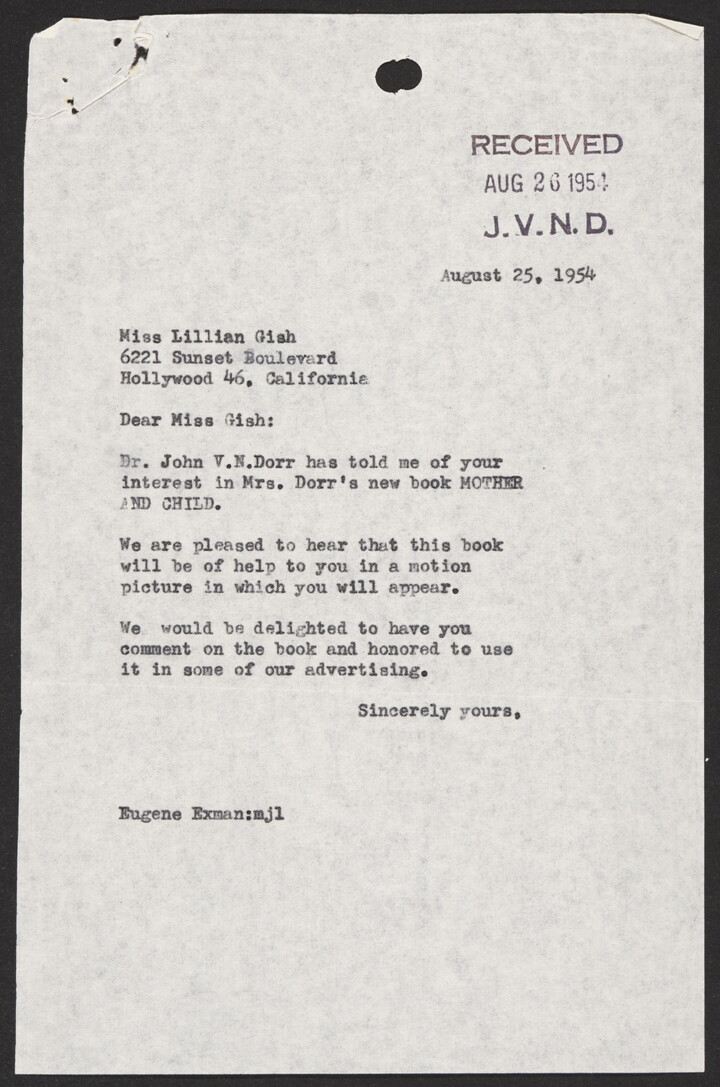 RECEIVED
AUG 26 1954
J.V.N.D.
August 25, 1954
Miss Lillian Gish
6221 Sunset Boulevard
Hollywood 46, California
Dear Miss Gish:
Dr. John V.N.Dorr has told me of your
interest in Mrs. Dorr's new book MOTHER
AND CHILD.
We are pleased to hear that this book
will be of help to you in a motion
picture in which you will appear.
We would be delighted to have you
comment on the book and honored to use
it in some of our advertising.
Sincerely yours,
Eugene Exman:mjl